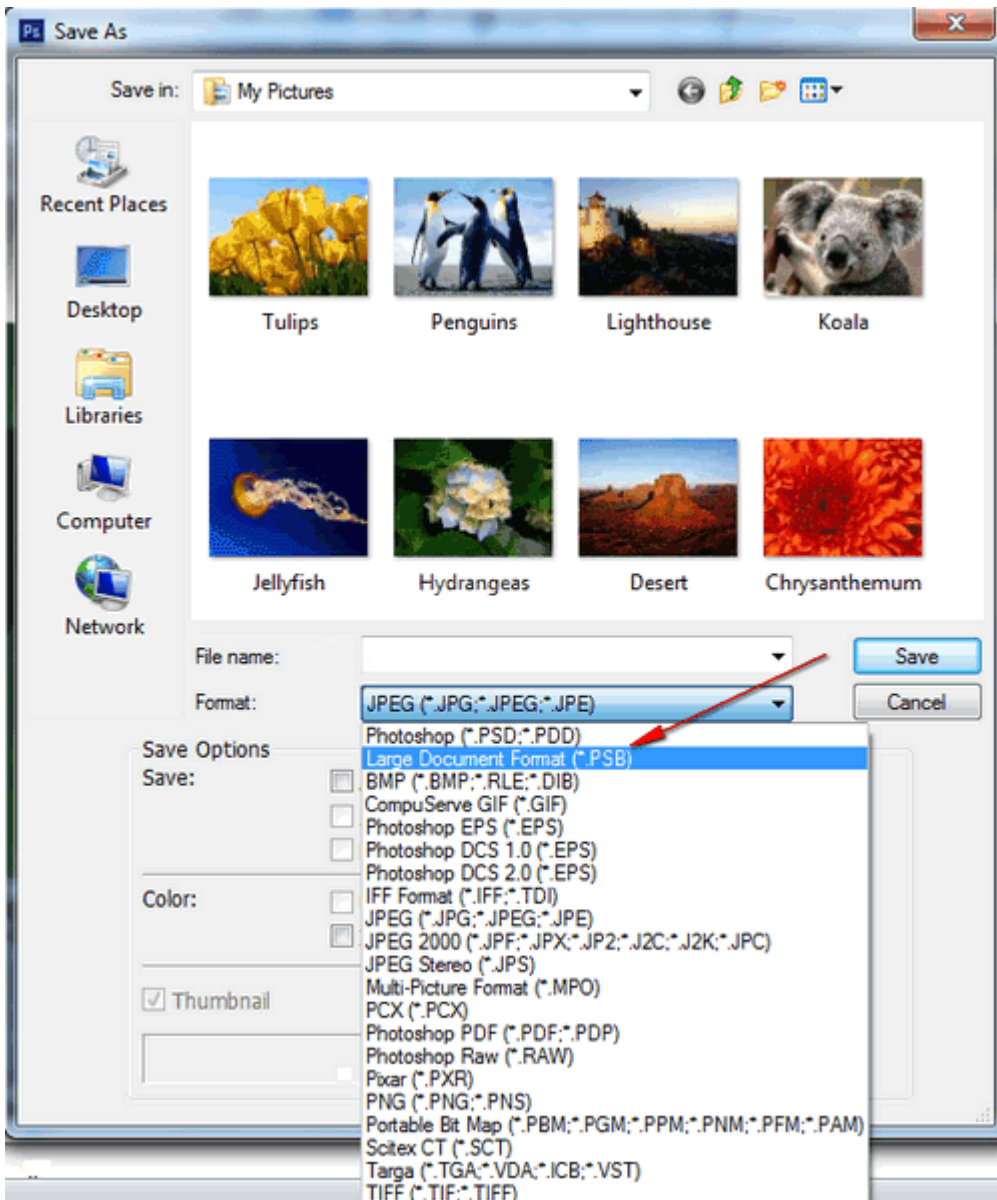 Ps Save As
Save in: My Pictures
Recent Places
Desktop
Libraries
Computer
Network
Tulips Penguins Lighthouse Koala
Jellyfish Hydrangeas Desert Chrysanthemum
File name: Save
Format: JPEG (*.JPG;*.JPEG;*.JPE) Cancel
Photoshop (*.PSD;*.PDD)
Large Document Format (*.PSB)
BMP (*.BMP;*.RLE;*.DIB)
CompuServe GIF (*.GIF)
Photoshop EPS (*.EPS)
Photoshop DCS 1.0 (*.EPS)
Photoshop DCS 2.0 (*.EPS)
IFF Format (*.IFF;*.TDI)
JPEG (*.JPG;*.JPEG;*.JPE)
JPEG 2000 (*.JPF;*.JPX;*.JP2;*.J2C;*.J2K;*.JPC)
JPEG Stereo (*.JPS)
Multi-Picture Format (*.MPO)
PCX (*.PCX)
Photoshop PDF (*.PDF;*.PDP)
Photoshop Raw (*.RAW)
Pixar (*.PXR)
PNG (*.PNG;*.PNS)
Portable Bit Map (*.PBM;*.PGM;*.PPM;*.PNM;*.PFM;*.PAM)
Scitex CT (*.SCT)
Targa (*.TGA;*.VDA;*.ICB;*.VST)
TIFF (*.TIF;*.TIFF)
Save Options
Save:
Color:
Thumbnail